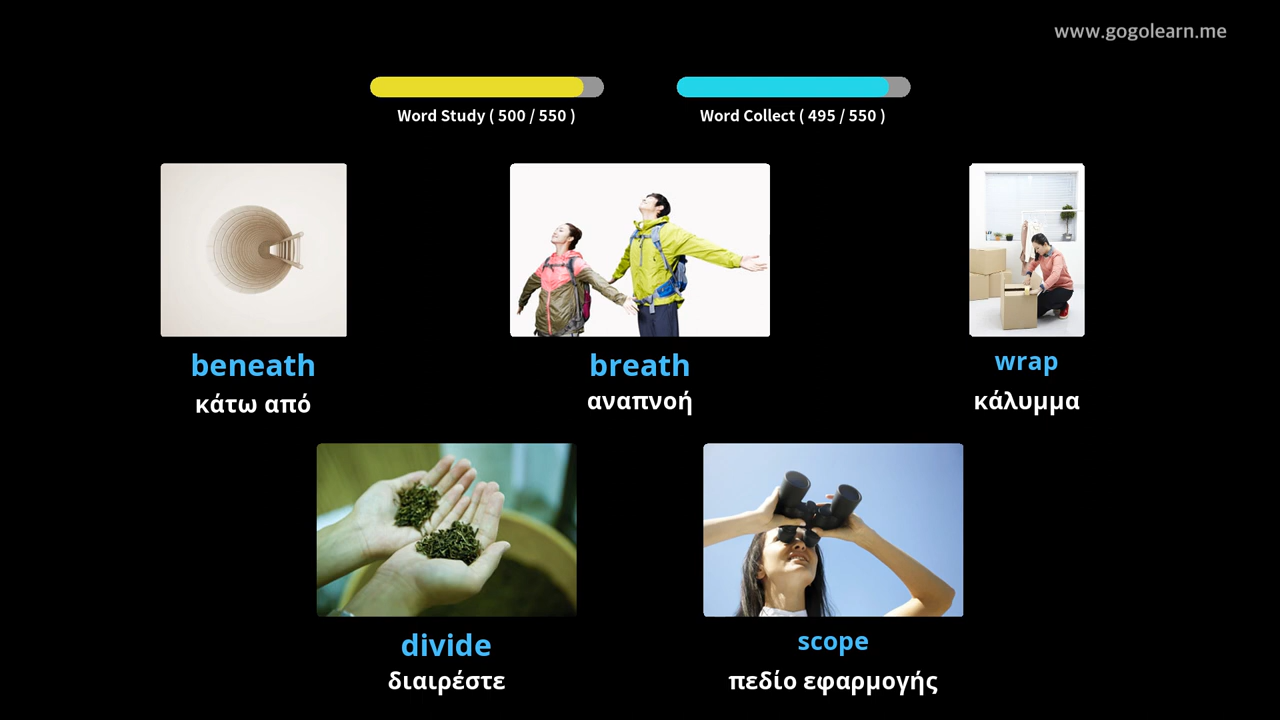 www.gogolearn.me
Word Study ( 500 / 550 )
Word Collect ( 495 / 550 )
beneath
κάτω από
breath
αναπνοή
wrap
κάλυμμα
divide
διαιρέστε
scope
πεδίο εφαρμογής